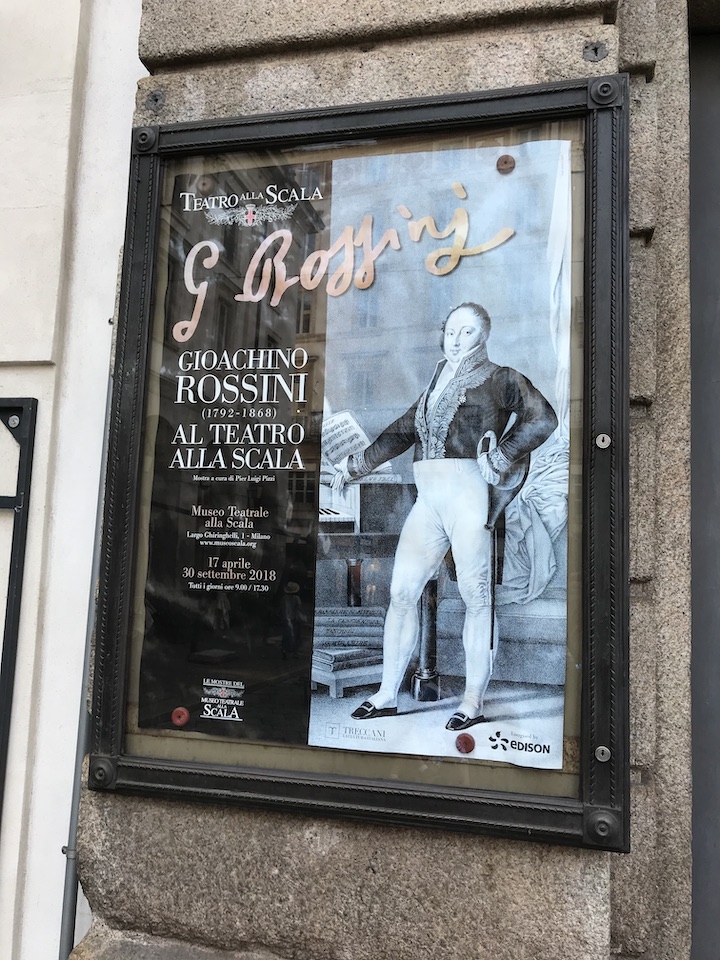 TEATRO ALLA SCALA
G Rossini
GIOACHINO
ROSSINI
(1792-1868)
AL TEATRO
ALLA SCALA
Mostra a cura di Pier Luigi Pizzi
Museo Teatrale
alla Scala
Largo Ghiringhelli, 1 - Milano
www.museoscala.org
17 aprile
30 settembre 2018
Tutti i giorni ore 9.00 / 17.30
LE MOSTRE DEL
MUSEO TEATRALE
ALLA
SCALA
T TRECCANI
EDISON